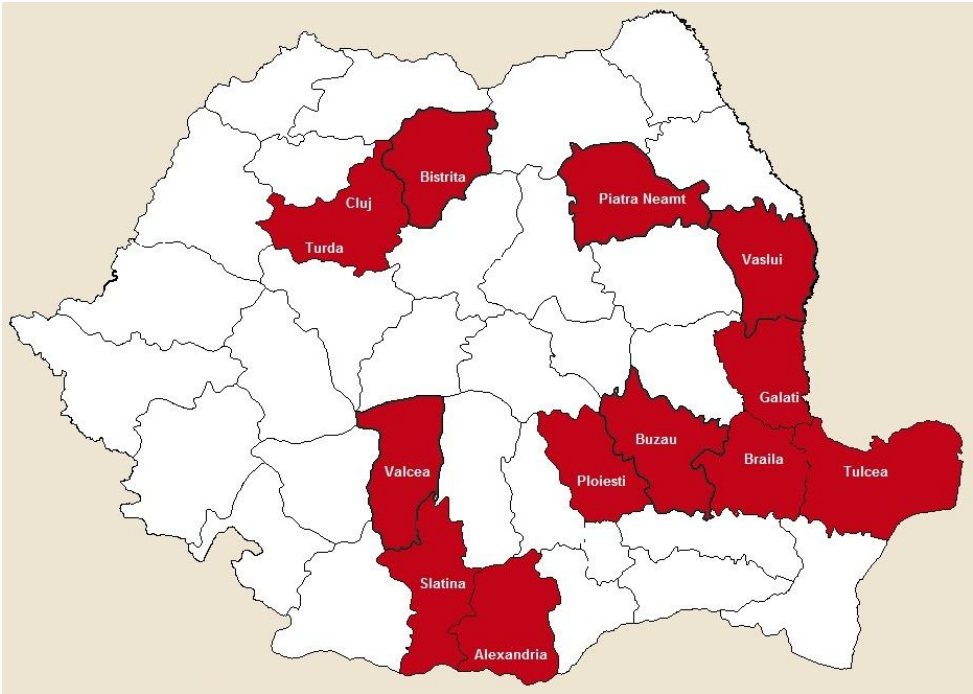 Bistrita
Cluj
Piatra Neamt
Turda
Vaslui
Galati
Buzau
Braila
Valcea
Tulcea
Ploiesti
Slatina
Alexandria